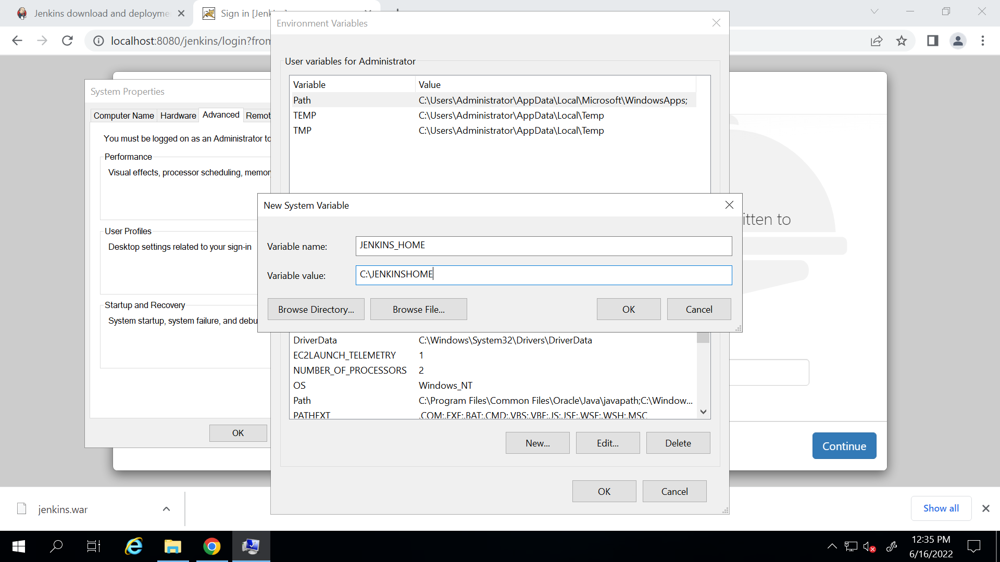 Jenkins download and deployme
Sign in [Jenkins]
localhost:8080/jenkins/login?from
Environment Variables
User variables for Administrator
Variable Value
Path C:\Users\Administrator\AppData\Local\Microsoft\WindowsApps;
TEMP C:\Users\Administrator\AppData\Local\Temp
TMP C:\Users\Administrator\AppData\Local\Temp
System Properties
Computer Name Hardware Advanced Remot
You must be logged on as an Administrator to
Performance
Visual effects, processor scheduling, memor
User Profiles
Desktop settings related to your sign-in
Startup and Recovery
System startup, system failure, and debu
OK
New System Variable
Variable name: JENKINS_HOME
Variable value: C:\JENKINSHOME
Browse Directory... Browse File... OK Cancel
itten to
DriverData C:\Windows\System32\Drivers\DriverData
EC2LAUNCH_TELEMETRY 1
NUMBER_OF_PROCESSORS 2
OS Windows_NT
Path C:\Program Files\Common Files\Oracle\Java\javapath;C:\Window...
PATHEXT .COM;.EXE;.BAT;.CMD;.VBS;.VBE;.JS;.JSE;.WSF;.WSH;.MSC
New... Edit... Delete
OK Cancel
Continue
jenkins.war
Show all
12:35 PM
6/16/2022